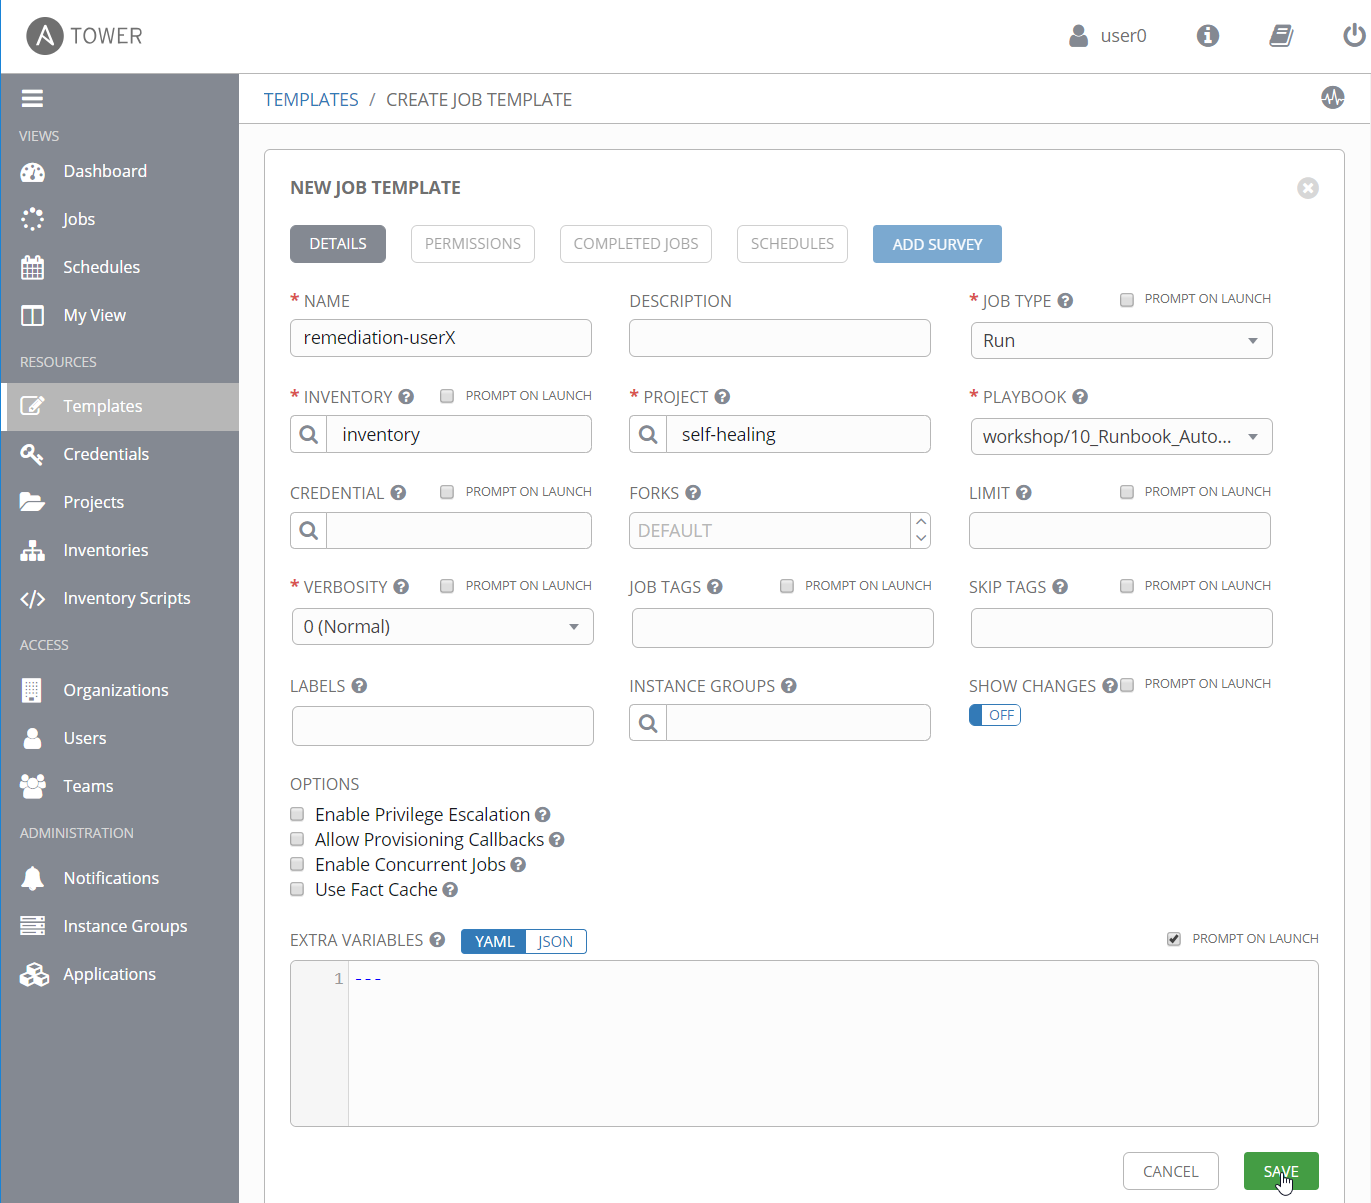 TOWER
user0
VIEWS
Dashboard
Jobs
Schedules
My View
RESOURCES
Templates
Credentials
Projects
Inventories
Inventory Scripts
ACCESS
Organizations
Users
Teams
ADMINISTRATION
Notifications
Instance Groups
Applications
TEMPLATES / CREATE JOB TEMPLATE
NEW JOB TEMPLATE
DETAILS PERMISSIONS COMPLETED JOBS SCHEDULES ADD SURVEY
* NAME DESCRIPTION * JOB TYPE ? PROMPT ON LAUNCH
remediation-userX Run
* INVENTORY ? PROMPT ON LAUNCH * PROJECT ? * PLAYBOOK ?
inventory self-healing workshop/10_Runbook_Auto...
CREDENTIAL ? PROMPT ON LAUNCH FORKS ? LIMIT ? PROMPT ON LAUNCH
DEFAULT
* VERBOSITY ? PROMPT ON LAUNCH JOB TAGS ? PROMPT ON LAUNCH SKIP TAGS ? PROMPT ON LAUNCH
0 (Normal)
LABELS ? INSTANCE GROUPS ? SHOW CHANGES ? PROMPT ON LAUNCH
OFF
OPTIONS
Enable Privilege Escalation ?
Allow Provisioning Callbacks ?
Enable Concurrent Jobs ?
Use Fact Cache ?
EXTRA VARIABLES ? YAML JSON PROMPT ON LAUNCH
1 ---
CANCEL SAVE